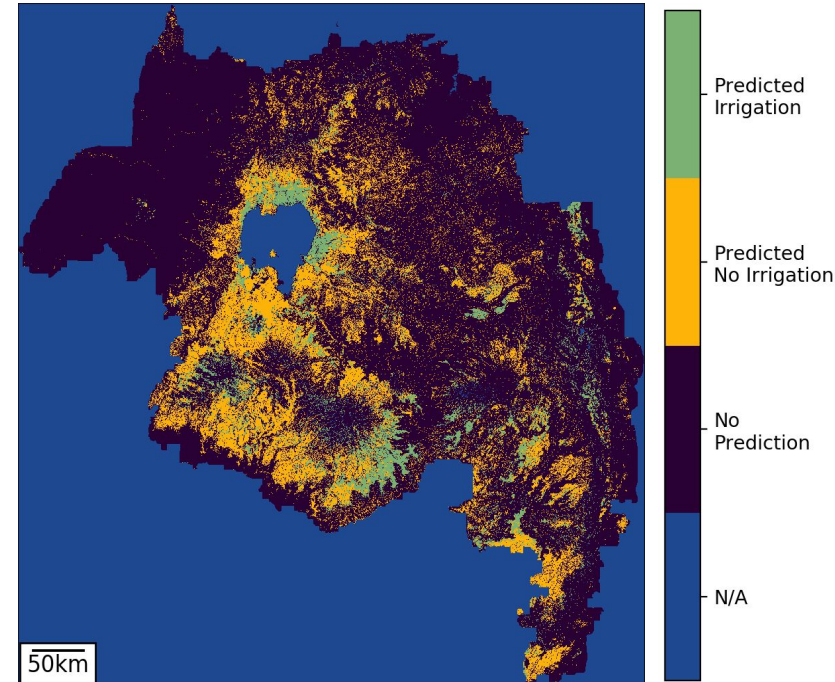 Predicted
Irrigation
Predicted
No Irrigation
No
Prediction
N/A
50km